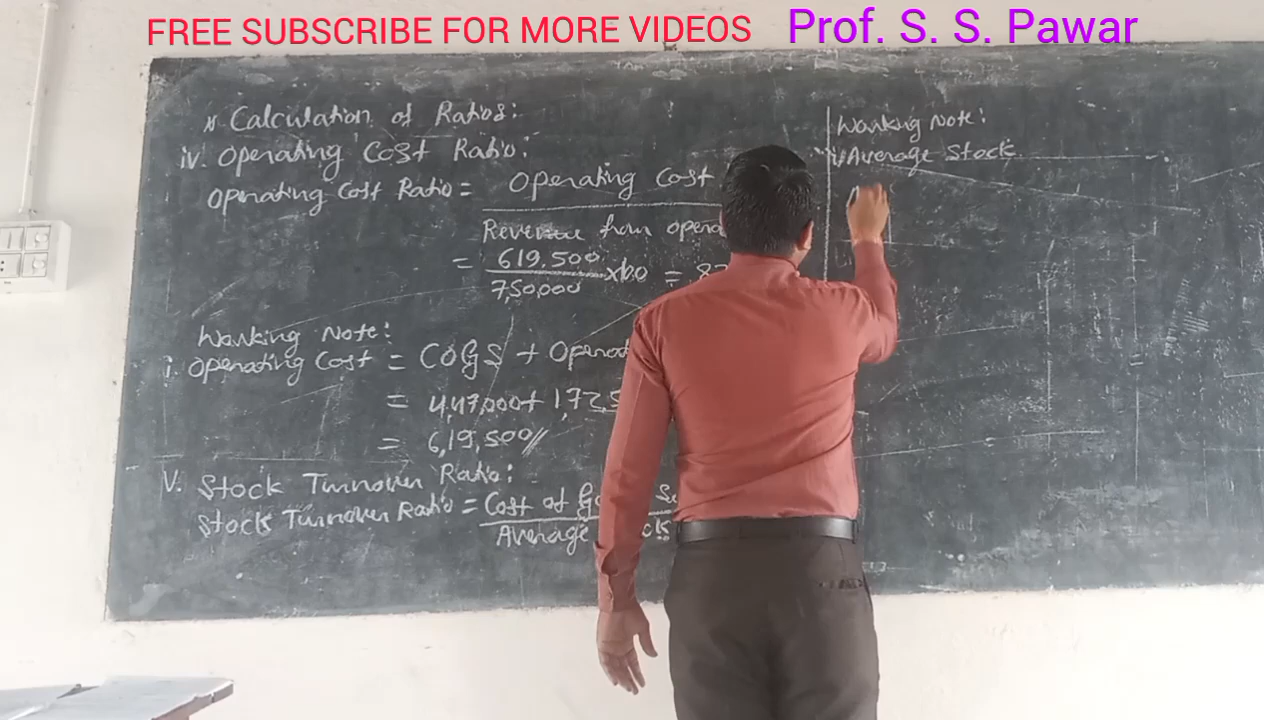 FREE SUBSCRIBE FOR MORE VIDEOS Prof. S. S. Pawar
Calculation of Ratios:
iv. Operating Cost Ratio:
Operating Cost Ratio = Operating Cost
Revenue from opera
= 619,500 x100 = 82
7,50,000
Working Note:
i. Operating Cost = COGS + Operat
= 4,47,000 + 1,72,5
= 6,19,500//
V. Stock Turnover Ratio:
Stock Turnover Ratio = Cost of
Average
Working Note:
Average Stock